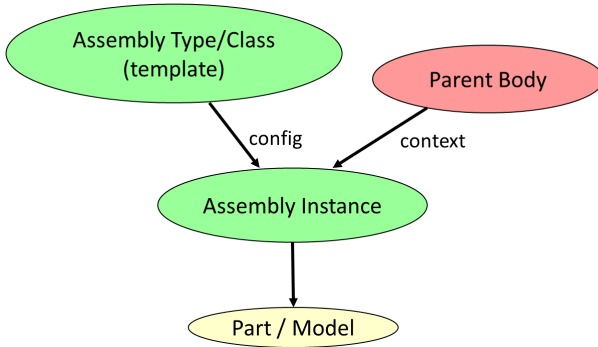 Assembly Type/Class
(template)
Parent Body
config
context
Assembly Instance
Part / Model